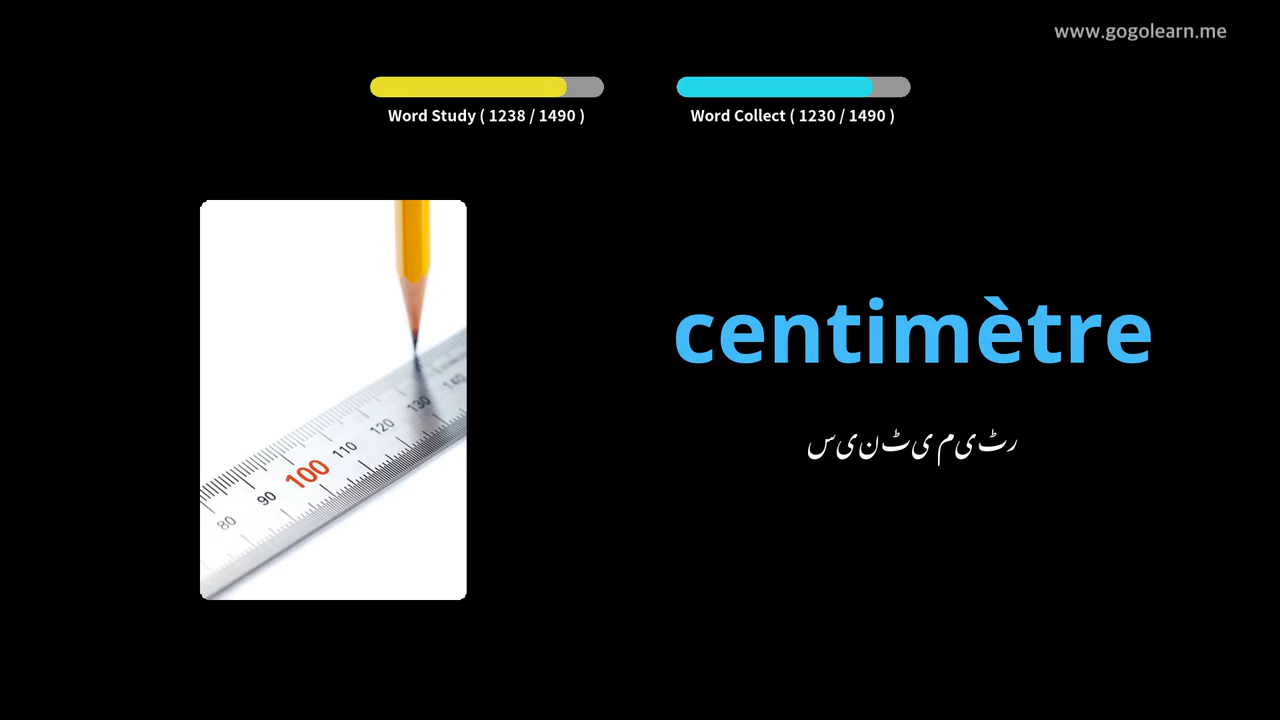 www.gogolearn.me
Word Study ( 1238 / 1490 )
Word Collect ( 1230 / 1490 )
centimètre
ر ٹ ی م ی ٹ ن ی س
80 90 100 110 120 130 140